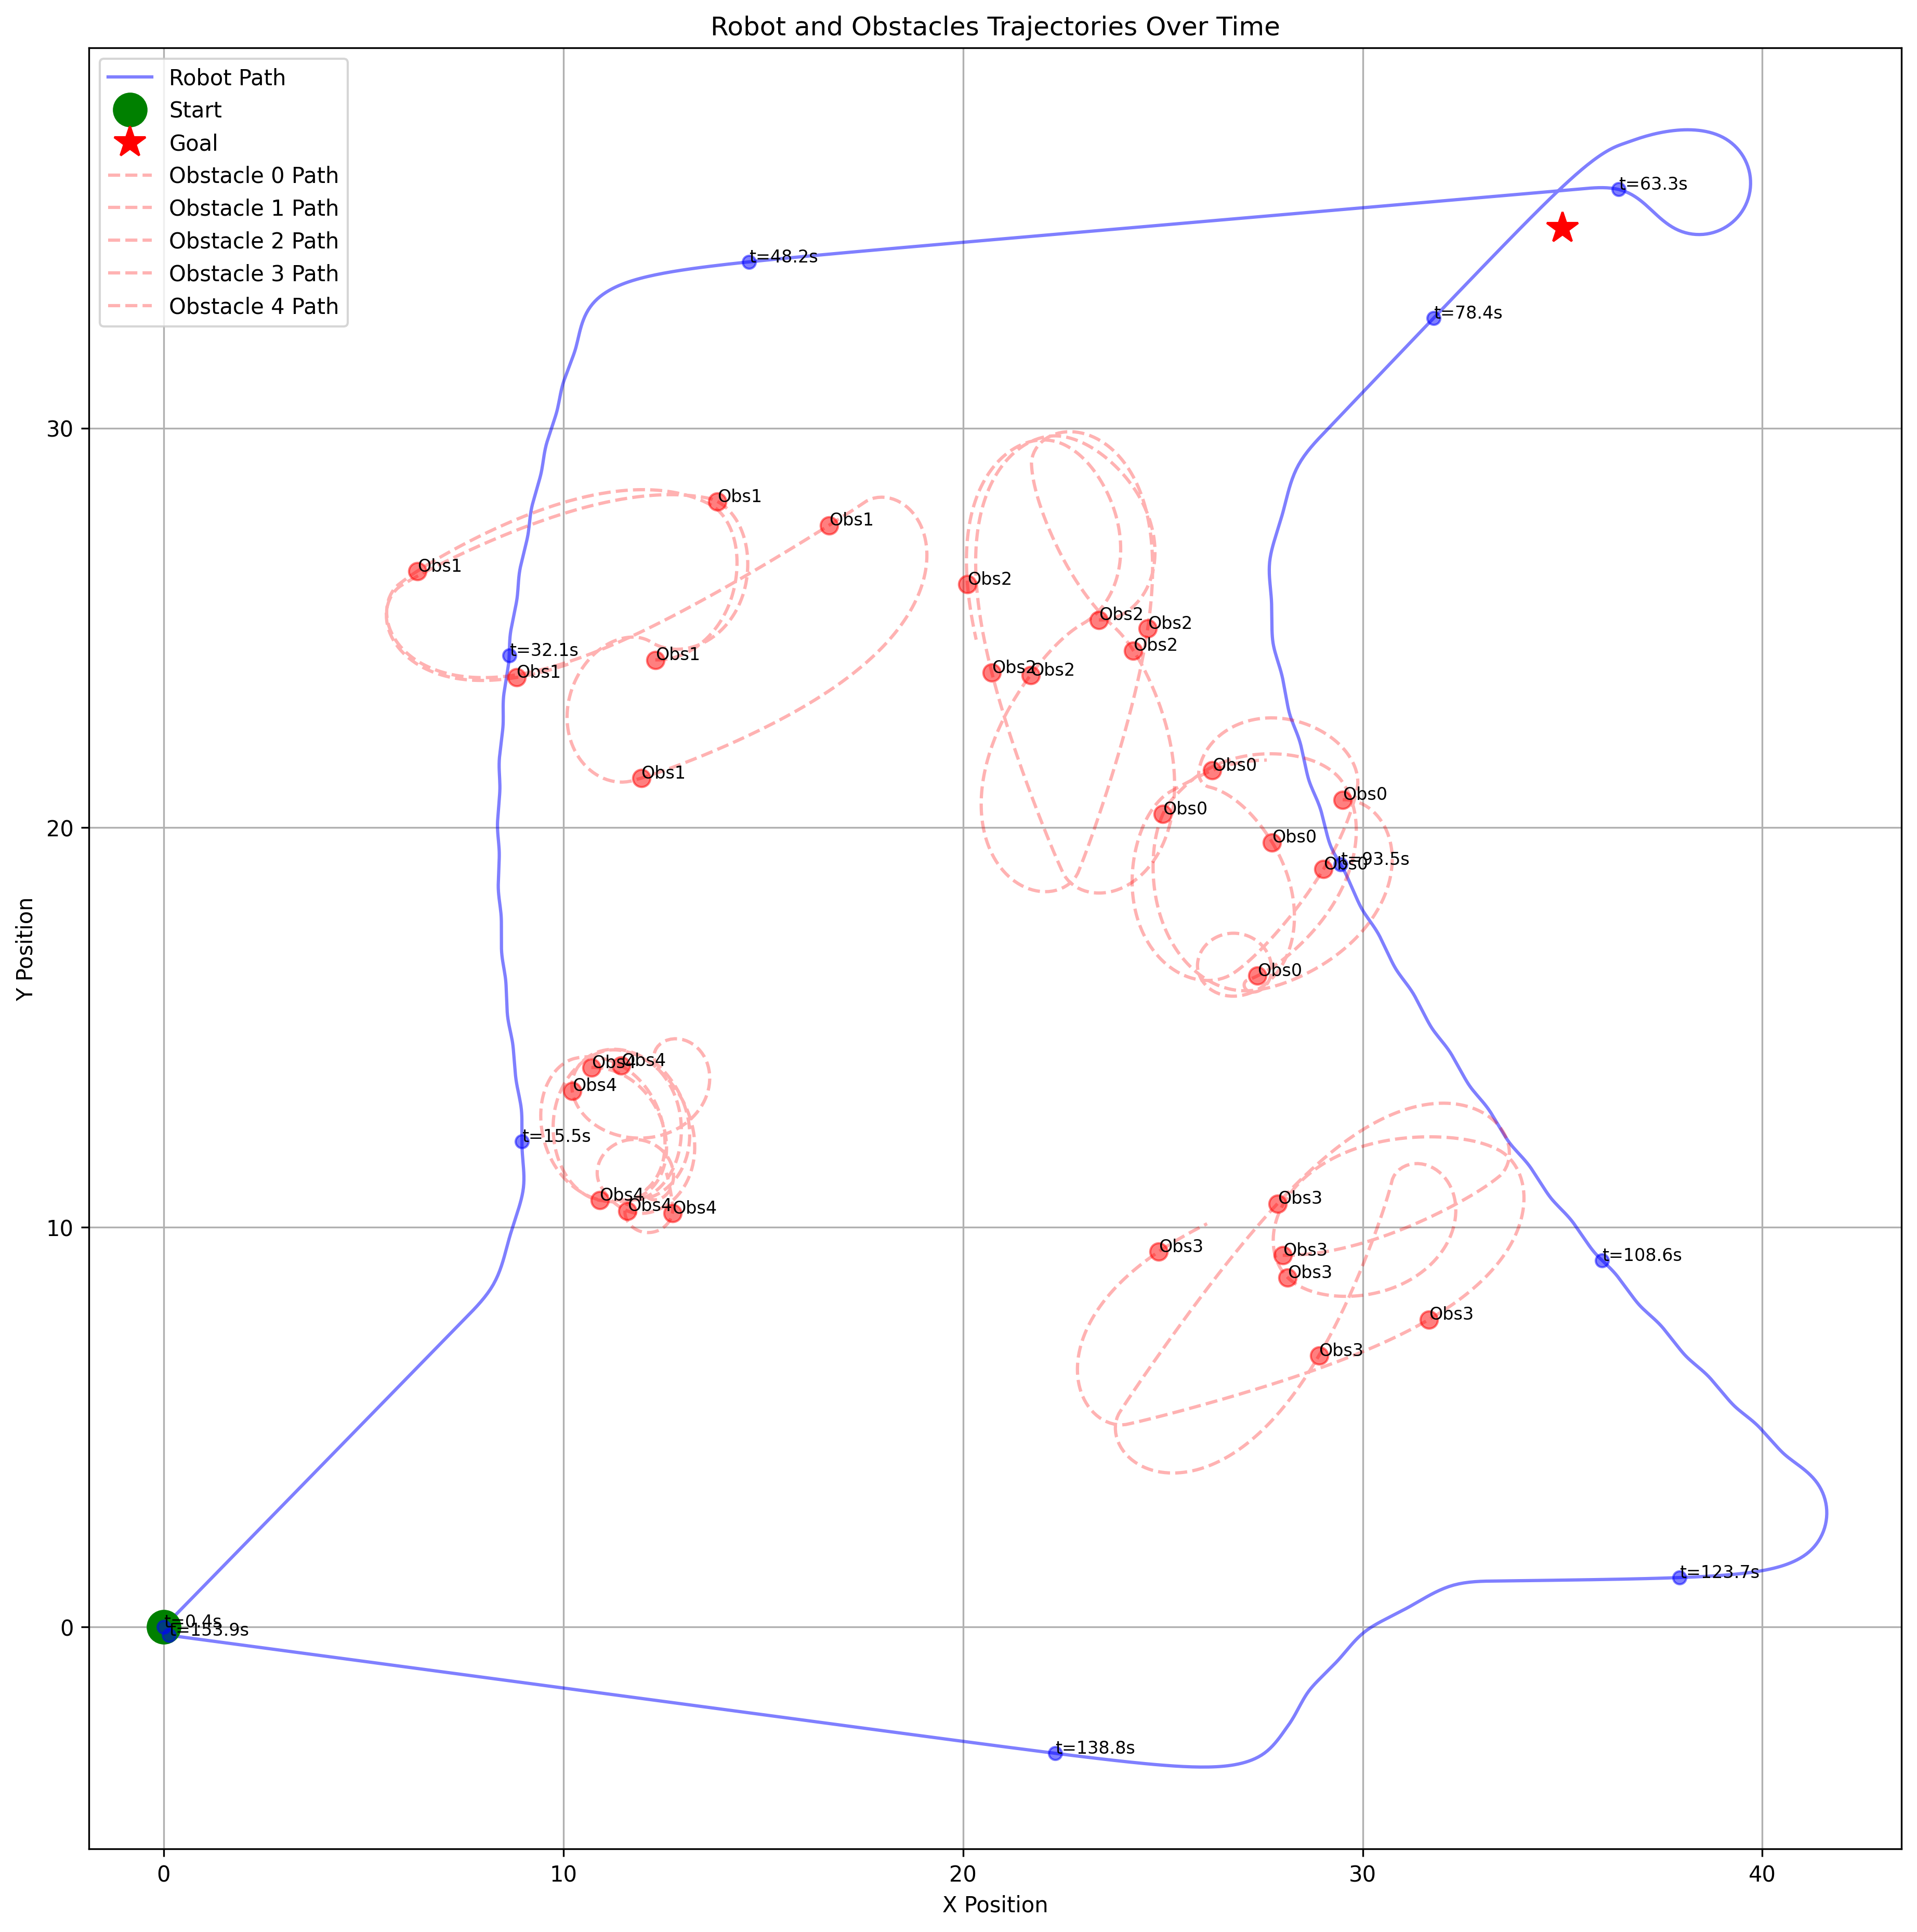 Robot and Obstacles Trajectories Over Time
Robot Path
Start
Goal
Obstacle 0 Path
Obstacle 1 Path
Obstacle 2 Path
Obstacle 3 Path
Obstacle 4 Path
t=63.3s
t=48.2s
t=78.4s
30
Obs1
Obs1
Obs1
Obs2
Obs2
Obs2
t=32.1s
Obs1
Obs2
Obs1
Obs2
Obs2
Obs0
Obs1
Obs0
Obs0
20
Obs0
t=93.5s
Obs0
Obs0
Obs4
Obs4
Obs4
t=15.5s
Obs4
Obs4
Obs4
Obs3
10
Obs3
Obs3
Obs3
t=108.6s
Obs3
Obs3
t=123.7s
0
t=0.4s
t=153.9s
t=138.8s
0
10
20
30
40
X Position
Y Position